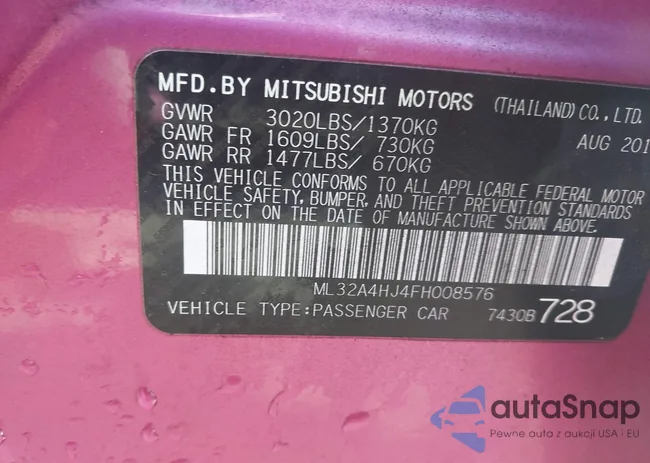 MFD.BY MITSUBISHI MOTORS (THAILAND) CO., LTD.
GVWR 3020LBS/1370KG AUG 201
GAWR FR 1609LBS/ 730KG
GAWR RR 1477LBS/ 670KG
THIS VEHICLE CONFORMS TO ALL APPLICABLE FEDERAL MOTOR
VEHICLE SAFETY, BUMPER, AND THEFT PREVENTION STANDARDS
IN EFFECT ON THE DATE OF MANUFACTURE SHOWN ABOVE.
ML32A4HJ4FH008576
VEHICLE TYPE:PASSENGER CAR 7430B 728
autaSnap
Pewne auta z aukcji USA i EU